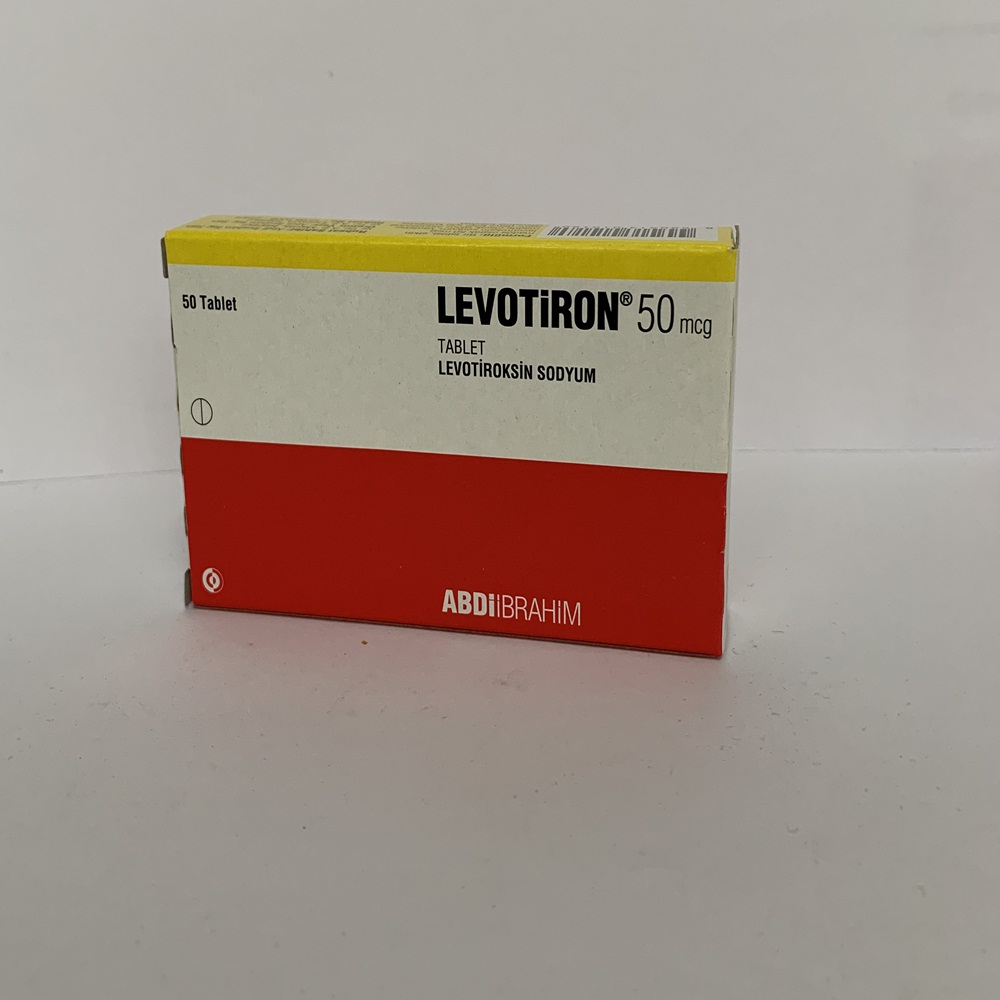 50 Tablet
LEVOTİRON® 50 mcg
TABLET
LEVOTİROKSİN SODYUM
ABDİİBRAHİM